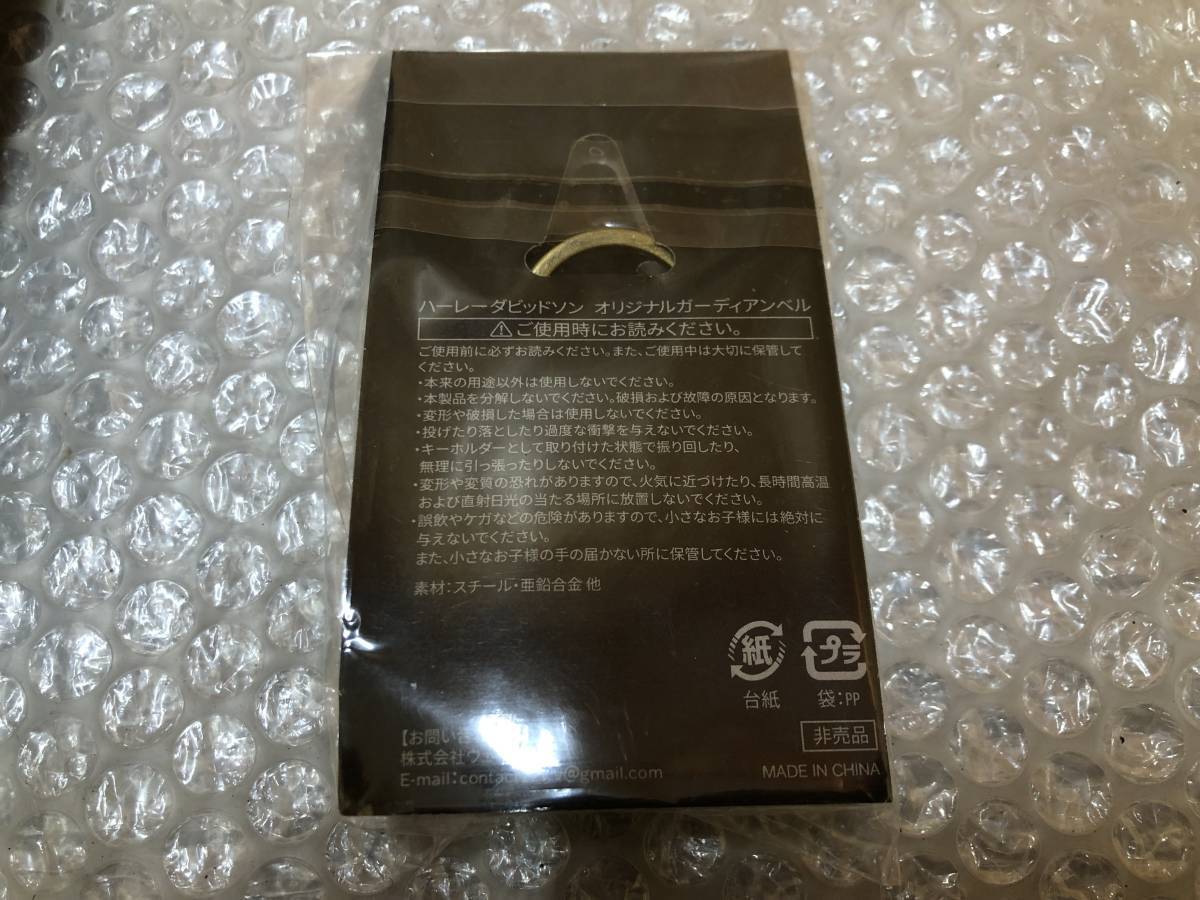 ハーレーダビッドソン オリジナルガーディアンベル
⚠ご使用時にお読みください。
ご使用前に必ずお読みください。また、ご使用中は大切に保管して
ください。
・本来の用途以外は使用しないでください。
・本製品を分解しないでください。破損および故障の原因となります。
・変形や破損した場合は使用しないでください。
・投げたり落としたり過度な衝撃を与えないでください。
・キーホルダーとして取り付けた状態で振り回したり、
無理に引っ張ったりしないでください。
・変形や変質の恐れがありますので、火気に近づけたり、長時間高温
および直射日光の当たる場所に放置しないでください。
・誤飲やケガなどの危険がありますので、小さなお子様には絶対に
与えないでください。
また、小さなお子様の手の届かない所に保管してください。
素材:スチール・亜鉛合金 他
紙 プラ
台紙 袋:PP
非売品
【お問い
株式会社
E-mail:contac @gmail.com
MADE IN CHINA